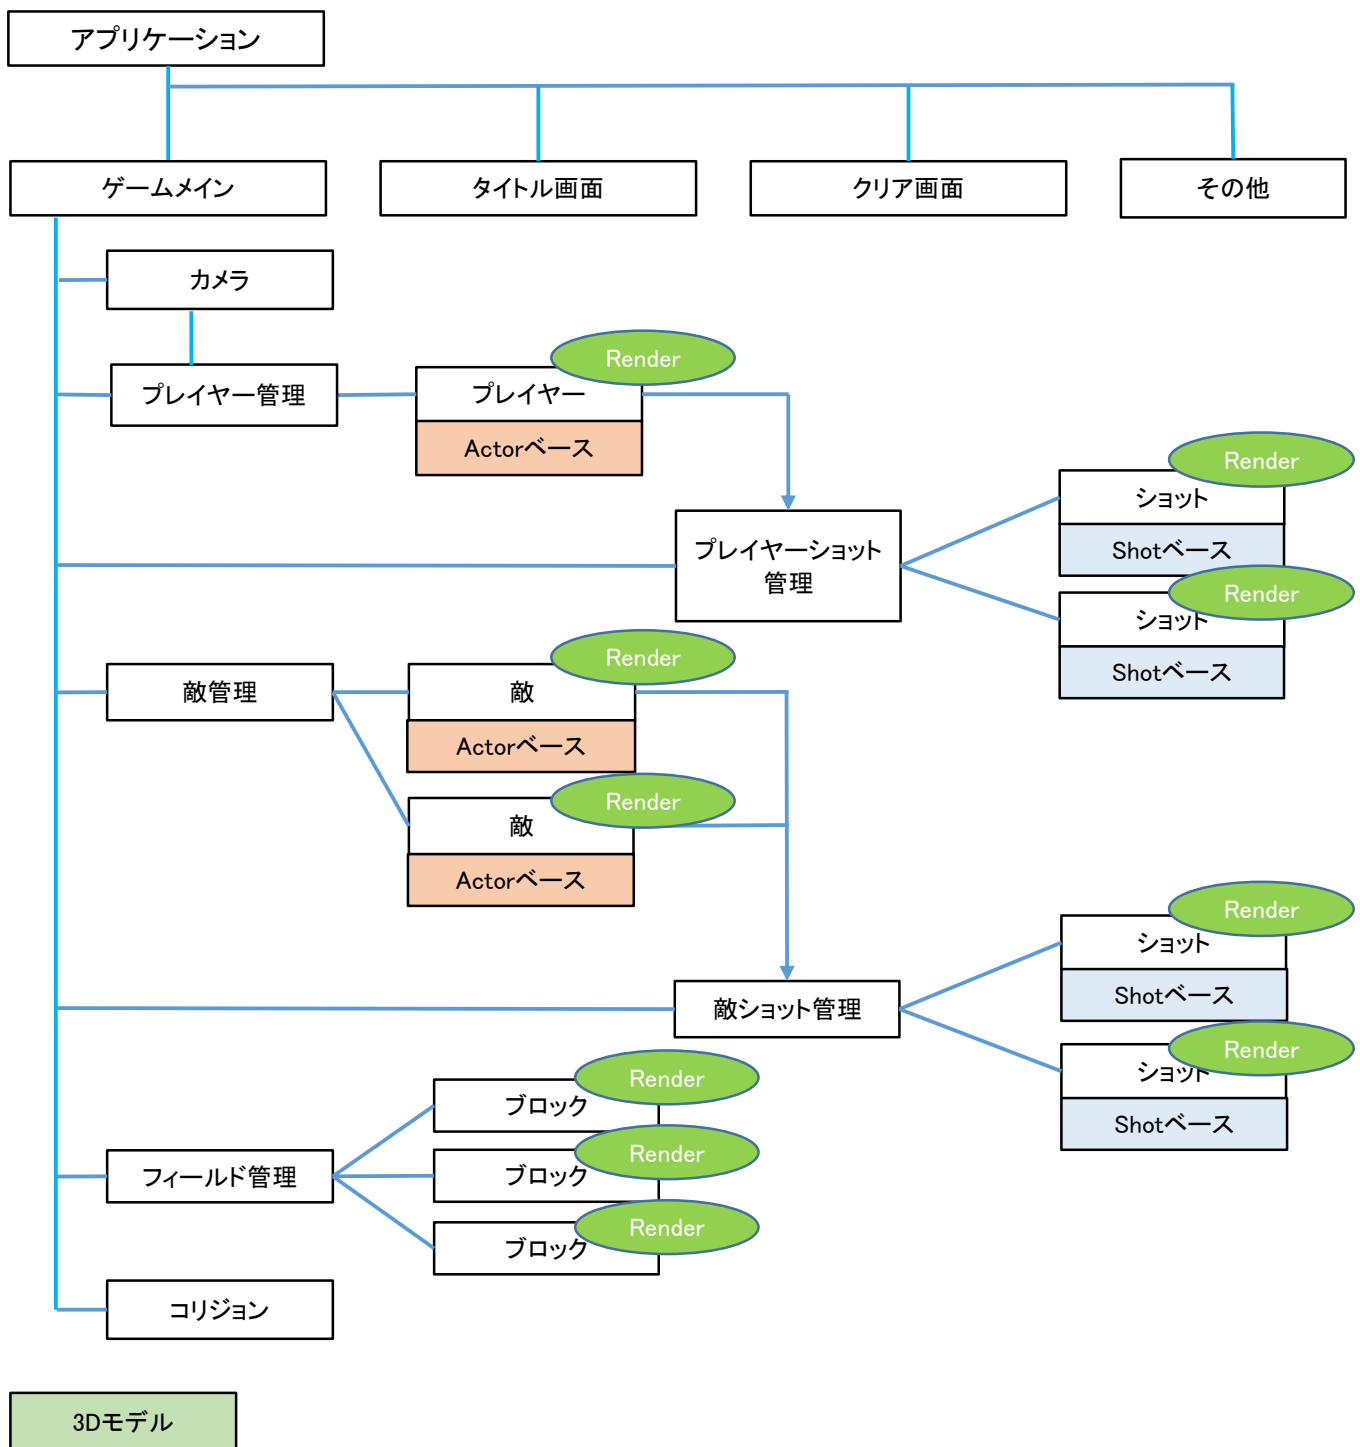 アプリケーション
ゲームメイン
タイトル画面
クリア画面
その他
カメラ
プレイヤー管理
Render
プレイヤー
Actorベース
プレイヤーショット
管理
Render
ショット
Shotベース
Render
ショット
Shotベース
敵管理
Render
敵
Actorベース
Render
敵
Actorベース
敵ショット管理
Render
ショット
Shotベース
Render
ショット
Shotベース
フィールド管理
Render
ブロック
Render
ブロック
Render
ブロック
コリジョン
3Dモデル